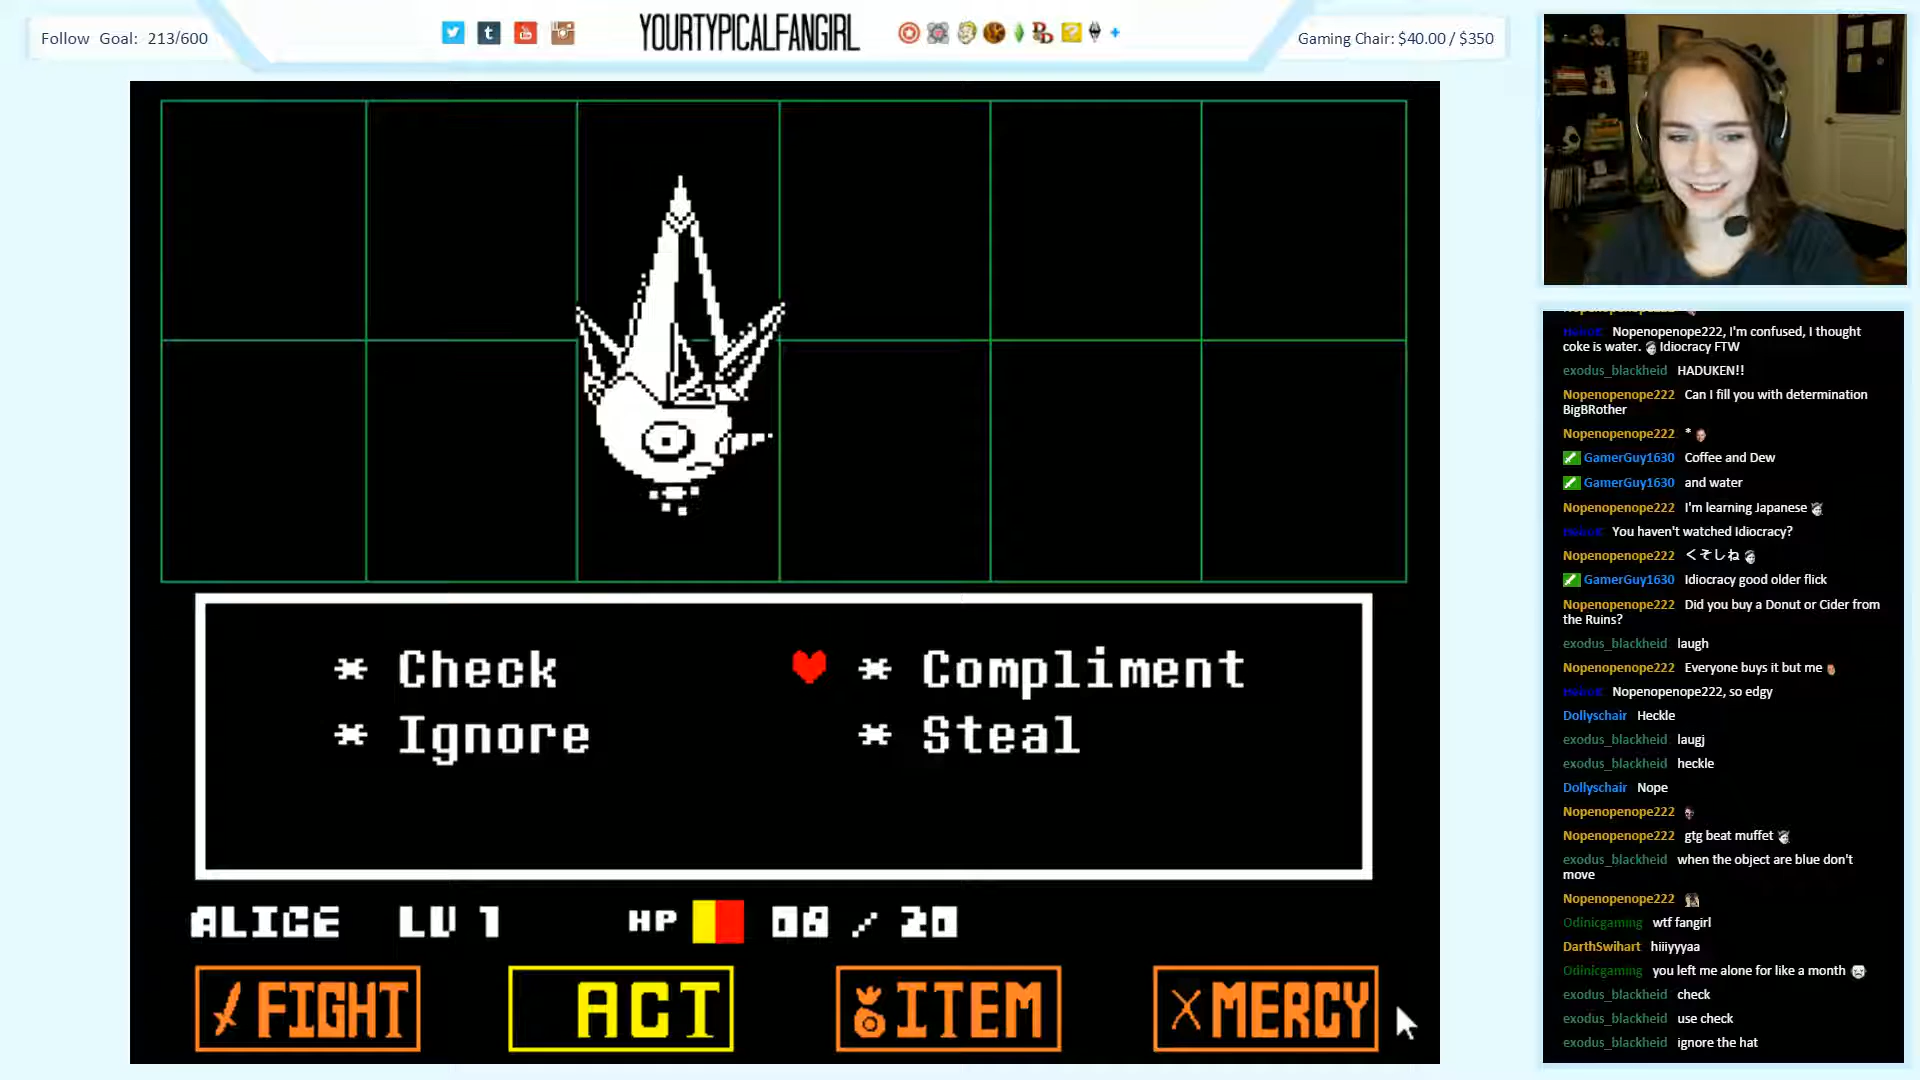 Follow Goal: 213/600
YOURTYPICALFANGIRL
Gaming Chair: $40.00 / $350
* Check
* Compliment
* Ignore
* Steal
ALICE LV 1 HP 08 / 20
FIGHT
ACT
ITEM
MERCY
Nopenopenope222, I'm confused, I thought
coke is water. Idiocracy FTW
exodus_blackheid HADUKEN!!
Nopenopenope222 Can I fill you with determination
BigBRother
Nopenopenope222 *
GamerGuy1630 Coffee and Dew
GamerGuy1630 and water
Nopenopenope222 I'm learning Japanese
You haven't watched Idiocracy?
Nopenopenope222 くそしね
GamerGuy1630 Idiocracy good older flick
Nopenopenope222 Did you buy a Donut or Cider from
the Ruins?
exodus_blackheid laugh
Nopenopenope222 Everyone buys it but me
Nopenopenope222, so edgy
Dollyschair Heckle
exodus_blackheid laugj
exodus_blackheid heckle
Dollyschair Nope
Nopenopenope222
Nopenopenope222 gtg beat muffet
exodus_blackheid when the object are blue don't
move
Nopenopenope222
Odinicgaming wtf fangirl
DarthSwihart hiiiyyyaa
Odinicgaming you left me alone for like a month
exodus_blackheid check
exodus_blackheid use check
exodus_blackheid ignore the hat